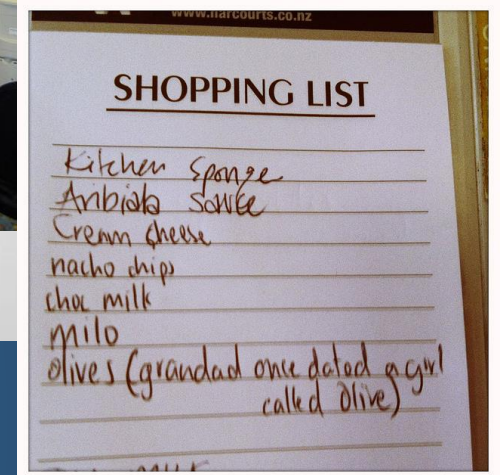 www.harcourts.co.nz
SHOPPING LIST
Kitchen Sponge
Aribiata Sauce
Cream cheese
nacho chips
choc milk
milo
olives (grandad once dated a girl
called Olive)